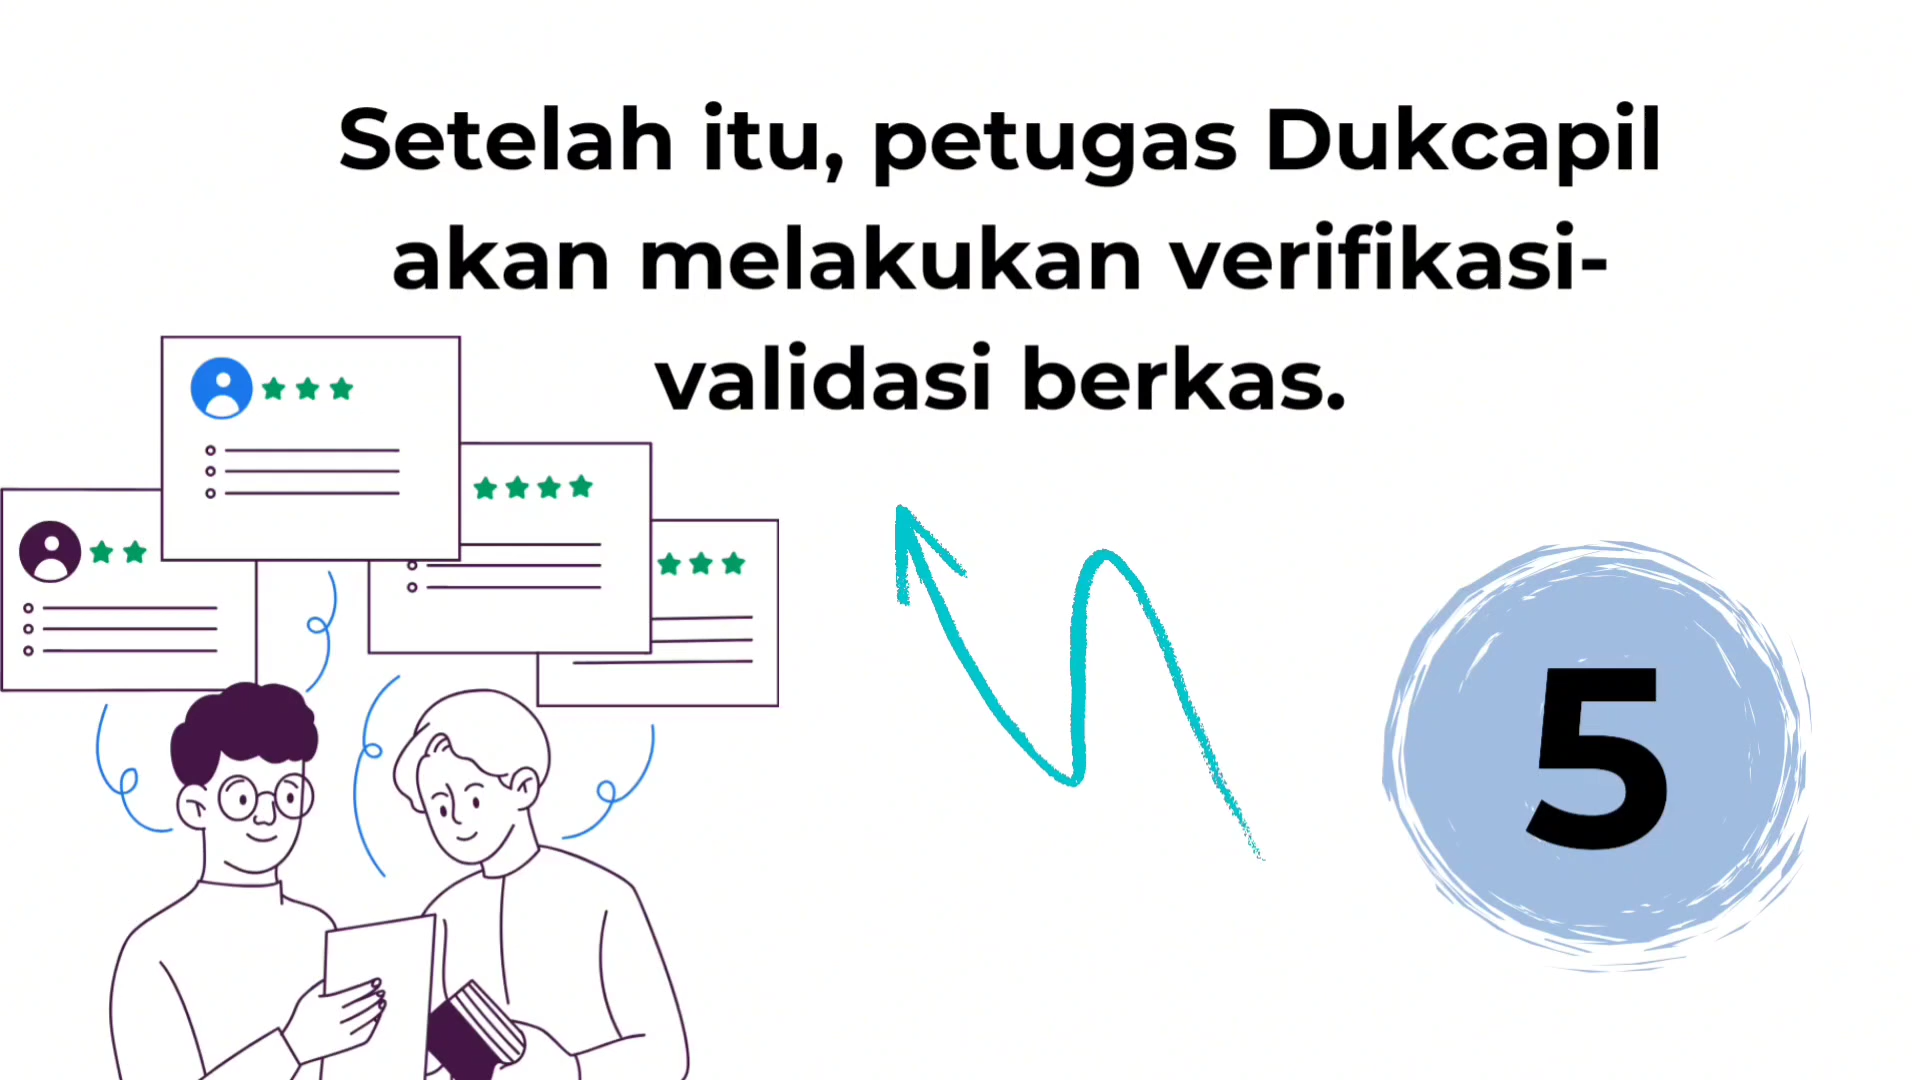 Setelah itu, petugas Dukcapil
akan melakukan verifikasi-
validasi berkas.
5